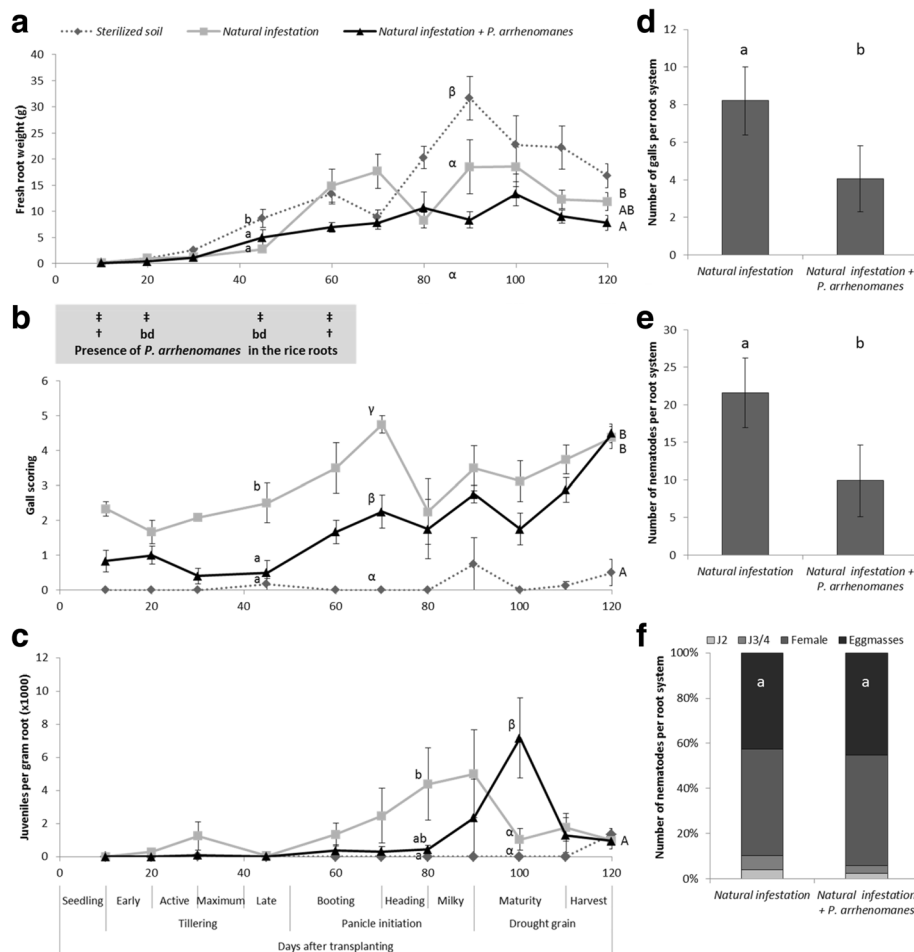 a
Sterilized soil
Natural infestation
Natural infestation + P. arrhenomanes
Fresh root weight (g)
40
35
30
25
20
15
10
5
0
0 20 40 60 80 100 120
b
a
a
β
α
α
B
AB
A
b
‡ ‡ ‡ ‡
† bd bd †
Presence of P. arrhenomanes in the rice roots
Gall scoring
6
5
4
3
2
1
0
0 20 40 60 80 100 120
b
a
a
γ
β
α
B
B
A
c
Juveniles per gram root (x1000)
12
10
8
6
4
2
0
b
ab
a
β
α
α
A
0 20 40 60 80 100 120
Seedling Early Active Maximum Late Booting Heading Milky Maturity Harvest
Tillering Panicle initiation Drought grain
Days after transplanting
d
Number of galls per root system
12
10
8
6
4
2
0
a b
Natural infestation Natural infestation +
P. arrhenomanes
e
Number of nematodes per root system
30
25
20
15
10
5
0
a b
Natural infestation Natural infestation +
P. arrhenomanes
f
J2 J3/4 Female Eggmasses
Number of nematodes per root system
100%
80%
60%
40%
20%
0%
a a
Natural infestation Natural infestation
+ P. arrhenomanes